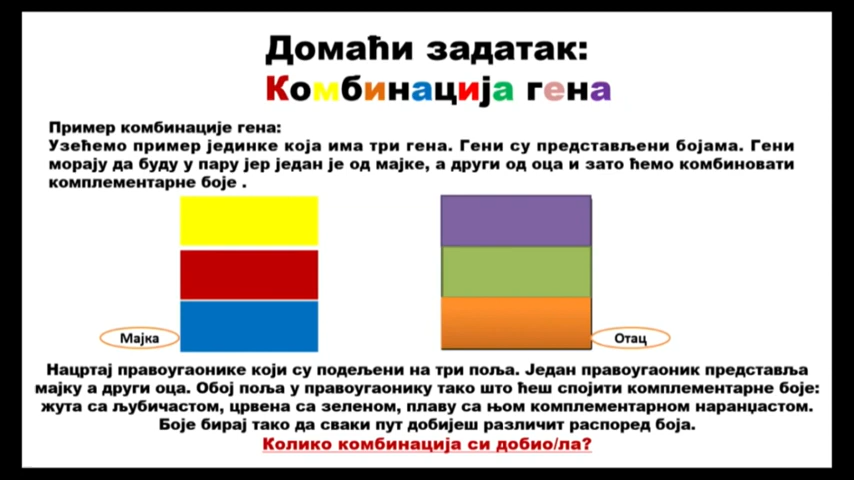 Домаћи задатак:
Комбинација гена
Пример комбинације гена:
Узећемо пример јединке која има три гена. Гени су представљени бојама. Гени
морају да буду у пару јер један је од мајке, а други од оца и зато ћемо комбиновати
комплементарне боје .
Мајка
Отац
Нацртај правоугаонике који су подељени на три поља. Један правоугаоник представља
мајку а други оца. Обој поља у правоугаонику тако што ћеш спојити комплементарне боје:
жута са љубичастом, црвена са зеленом, плаву са њом комплементарном наранџастом.
Боје бирај тако да сваки пут добијеш различит распоред боја.
Колико комбинација си добио/ла?